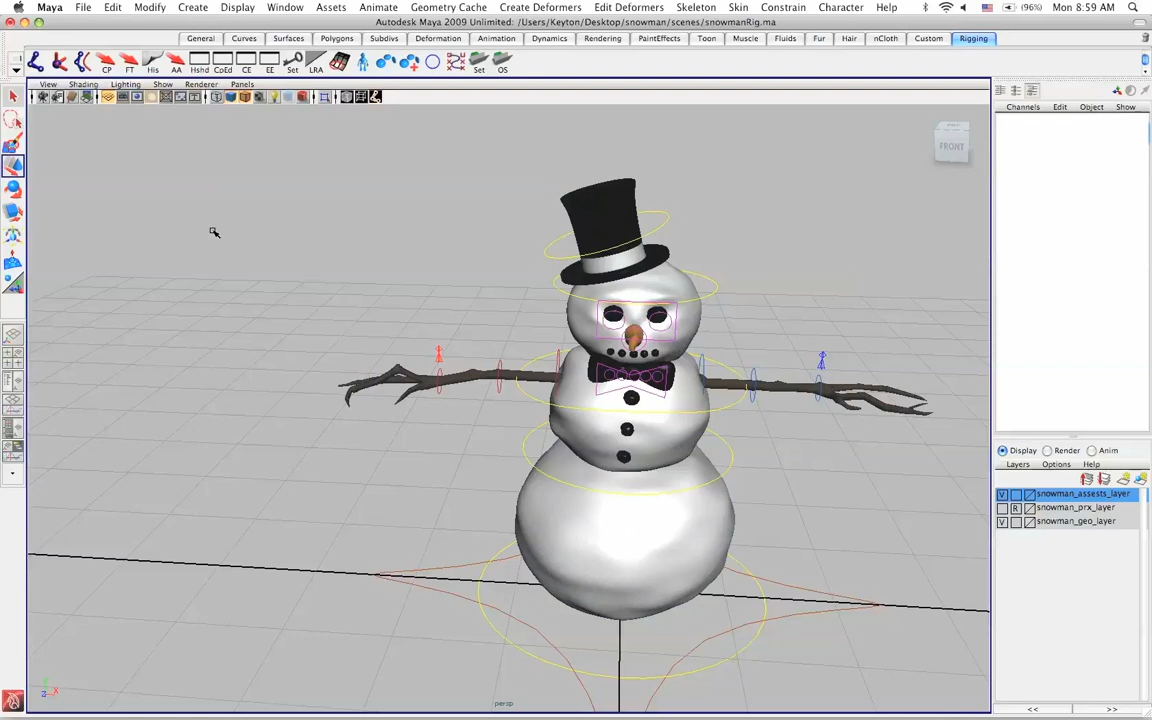 Maya File Edit Modify Create Display Window Assets Animate Geometry Cache Create Deformers Edit Deformers Skeleton Skin Constrain Character Help (96%) Mon 8:59 AM
Autodesk Maya 2009 Unlimited: /Users/Keyton/Desktop/snowman/scenes/snowmanRig.ma
General Curves Surfaces Polygons Subdivs Deformation Animation Dynamics Rendering PaintEffects Toon Muscle Fluids Fur Hair nCloth Custom Rigging
CP FT His AA Hshd CpEd CE EE Set LRA Set OS
View Shading Lighting Show Renderer Panels
Channels Edit Object Show
FRONT
Display Render Anim
Layers Options Help
V snowman_assests_layer
R snowman_prx_layer
V snowman_geo_layer
persp
<< >>